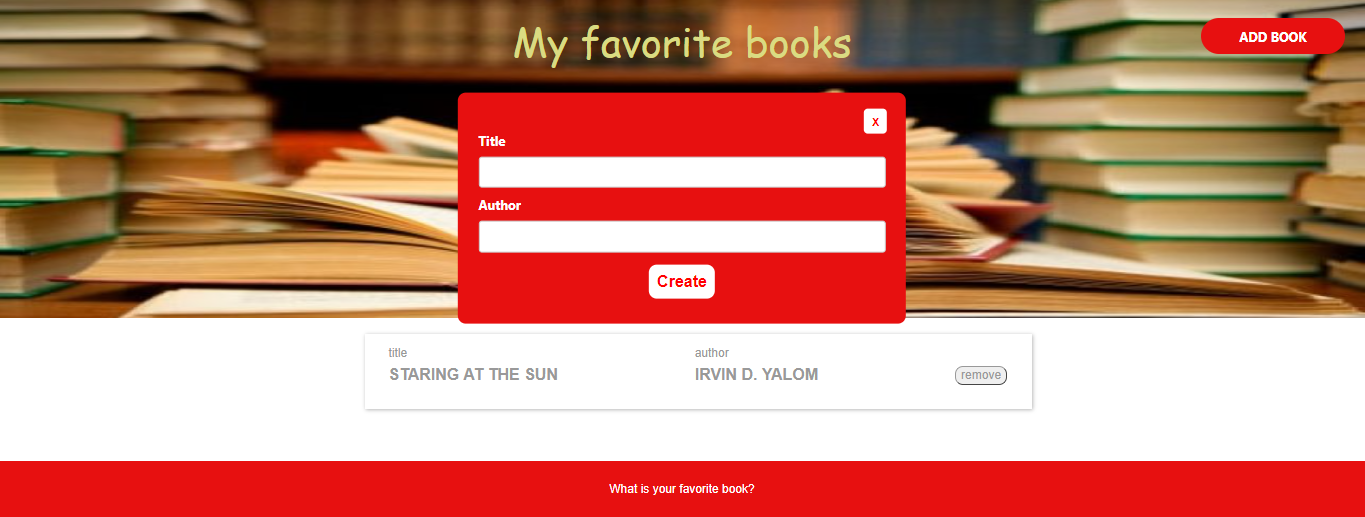 My favorite books
ADD BOOK
x
Title
Author
Create
title
author
STARING AT THE SUN
IRVIN D. YALOM
remove
What is your favorite book?